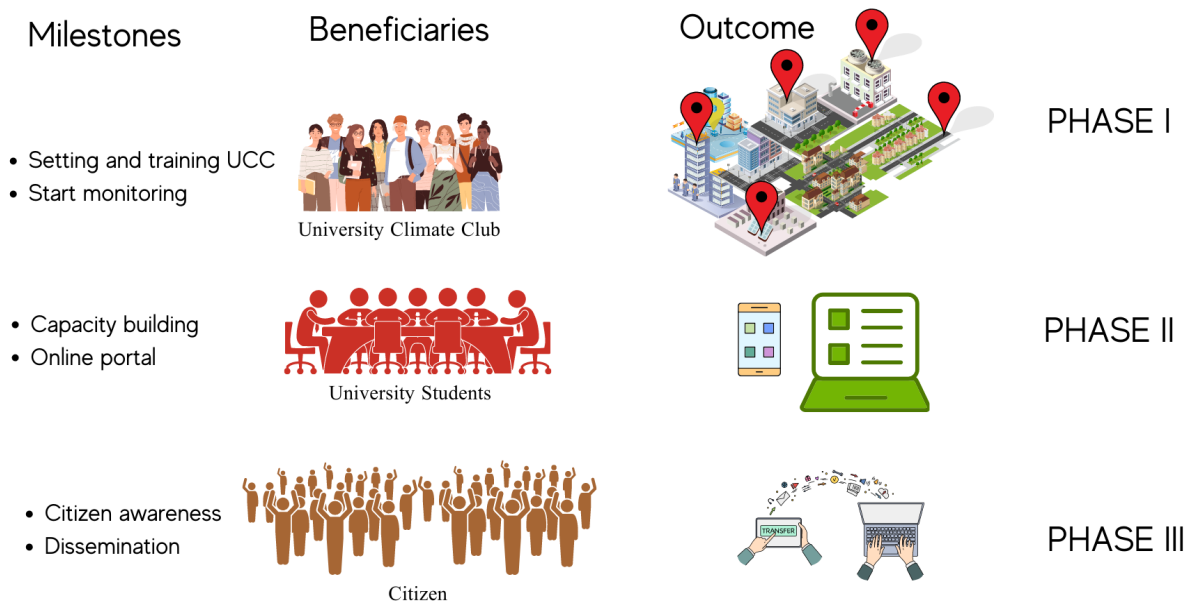 Milestones
Beneficiaries
Outcome
PHASE I
• Setting and training UCC
• Start monitoring
University Climate Club
• Capacity building
• Online portal
University Students
PHASE II
• Citizen awareness
• Dissemination
Citizen
TRANSFER
PHASE III